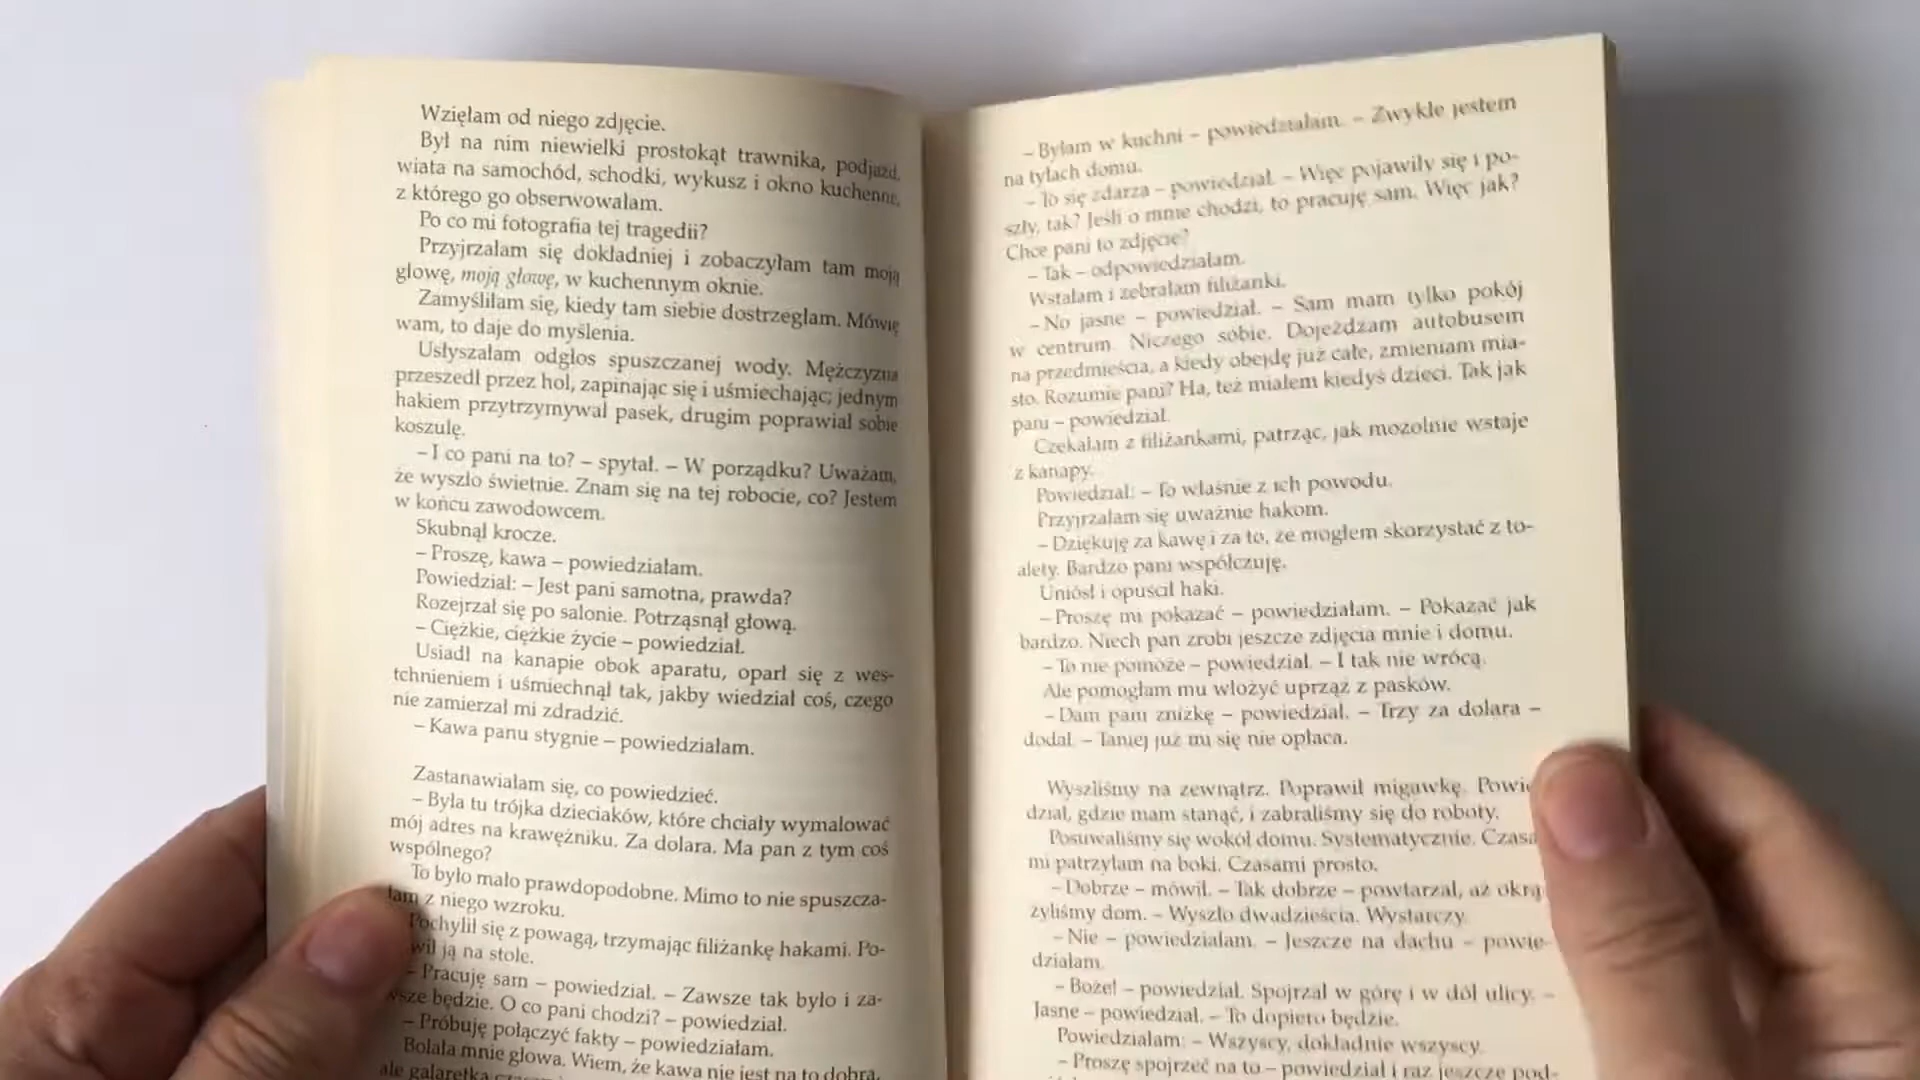 Wzięłam od niego zdjęcie.
Był na nim niewielki prostokąt trawnika, podjazd,
wiata na samochód, schodki, wykusz i okno kuchenne,
z którego go obserwowałam.
Po co mi fotografia tej tragedii?
Przyjrzałam się dokładniej i zobaczyłam tam moją
głowę, moją głowę, w kuchennym oknie.
Zamyśliłam się, kiedy tam siebie dostrzegłam. Mówię
wam, to daje do myślenia.
Usłyszałam odgłos spuszczanej wody. Mężczyzna
przeszedł przez hol, zapinając się i uśmiechając; jednym
hakiem przytrzymywał pasek, drugim poprawiał sobie
koszulę.
– I co pani na to? – spytał. – W porządku? Uważam,
że wyszło świetnie. Znam się na tej robocie, co? Jestem
w końcu zawodowcem.
Skubnął krocze.
– Proszę, kawa – powiedziałam.
Powiedział: – Jest pani samotna, prawda?
Rozejrzał się po salonie. Potrząsnął głową.
– Ciężkie, ciężkie życie – powiedział.
Usiadł na kanapie obok aparatu, oparł się z wes-
tchnieniem i uśmiechnął tak, jakby wiedział coś, czego
nie zamierzał mi zdradzić.
– Kawa panu stygnie – powiedziałam.
Zastanawiałam się, co powiedzieć.
– Była tu trójka dzieciaków, które chciały wymalować
mój adres na krawężniku. Za dolara. Ma pan z tym coś
wspólnego?
To było mało prawdopodobne. Mimo to nie spuszcza-
łam z niego wzroku.
Pochylił się z powagą, trzymając filiżankę hakami. Po-
wił ją na stole.
– Pracuję sam – powiedział. – Zawsze tak było i za-
wsze będzie. O co pani chodzi? – powiedział.
– Próbuję połączyć fakty – powiedziałam.
Bolała mnie głowa. Wiem, że kawa nie jest na to dobra,
ale galaretka
– Byłam w kuchni – powiedziałam. – Zwykle jestem
na tyłach domu.
– To się zdarza – powiedział. – Więc pojawiły się i po-
szły, tak? Jeśli o mnie chodzi, to pracuję sam. Więc jak?
Chce pani to zdjęcie?
– Tak – odpowiedziałam.
Wstałam i zebrałam filiżanki.
– No jasne – powiedział. – Sam mam tylko pokój
w centrum. Niczego sobie. Dojeżdżam autobusem
na przedmieścia, a kiedy obejdę już całe, zmieniam mia-
sto. Rozumie pani? Ha, też miałem kiedyś dzieci. Tak jak
pani – powiedział.
Czekałam z filiżankami, patrząc, jak mozolnie wstaje
z kanapy.
Powiedział: – To właśnie z ich powodu.
Przyjrzałam się uważnie hakom.
– Dziękuję za kawę i za to, że mogłem skorzystać z to-
alety. Bardzo pani współczuję.
Uniósł i opuścił haki.
– Proszę mi pokazać – powiedziałam. – Pokazać jak
bardzo. Niech pan zrobi jeszcze zdjęcia mnie i domu.
– To nie pomoże – powiedział. – I tak nie wrócą.
Ale pomogłam mu włożyć uprząż z pasków.
– Dam pani zniżkę – powiedział. – Trzy za dolara –
dodał. – Taniej już mi się nie opłaca.
Wyszliśmy na zewnątrz. Poprawił migawkę. Powie
dział, gdzie mam stanąć, i zabraliśmy się do roboty.
Posuwaliśmy się wokół domu. Systematycznie. Czasa
mi patrzyłam na boki. Czasami prosto.
– Dobrze – mówił. – Tak dobrze – powtarzał, aż okrą
żyliśmy dom. – Wyszło dwadzieścia. Wystarczy.
– Nie – powiedziałam. – Jeszcze na dachu – powie-
działam.
– Boże! – powiedział. Spojrzał w górę i w dół ulicy. –
Jasne – powiedział. – To dopiero będzie.
Powiedziałam: – Wszyscy, dokładnie wszyscy.
– Proszę spojrzeć na to – powiedział i raz jeszcze pod-